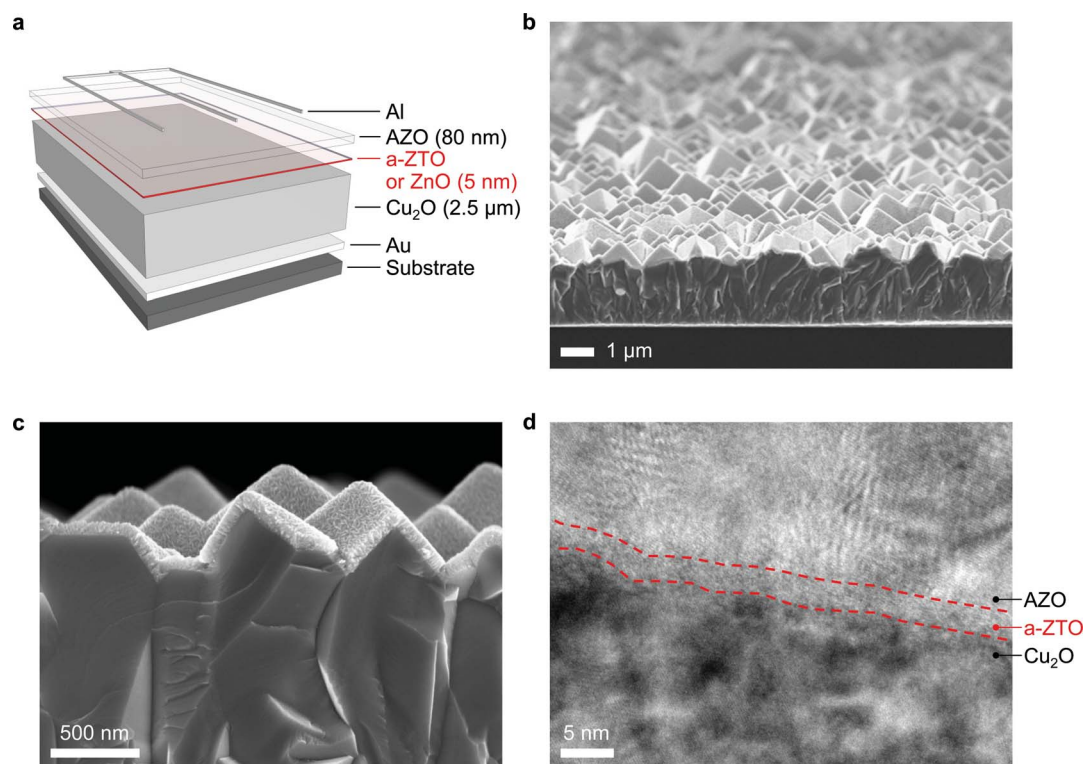 a
Al
AZO (80 nm)
a-ZTO
or ZnO (5 nm)
Cu₂O (2.5 µm)
Au
Substrate
b
1 µm
c
500 nm
d
AZO
a-ZTO
Cu₂O
5 nm